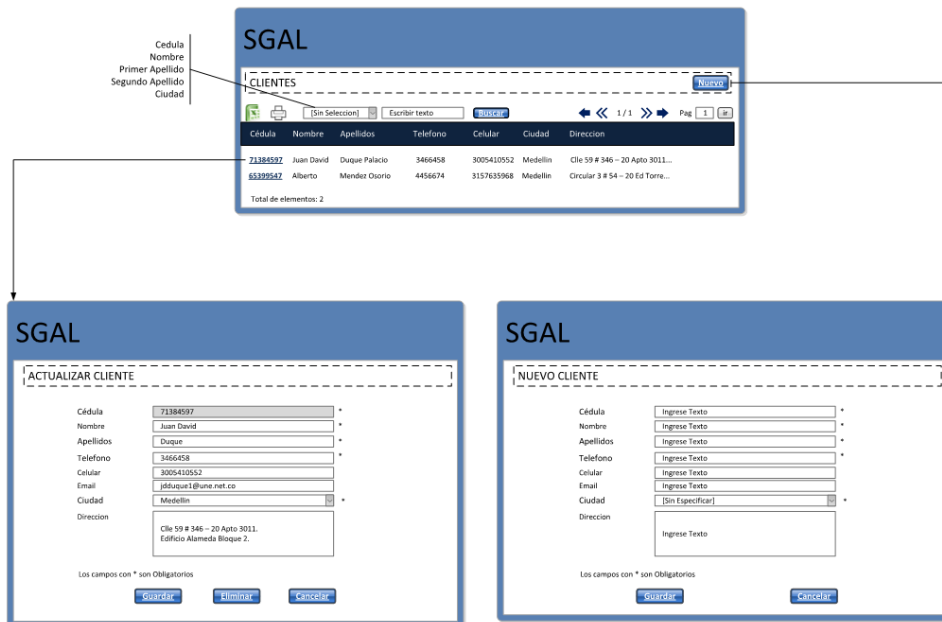 Cedula
Nombre
Primer Apellido
Segundo Apellido
Ciudad
SGAL
CLIENTES Nuevo
[Sin Seleccion] Escribir texto Buscar 1/1 Pag 1 Ir
Cédula Nombre Apellidos Telefono Celular Ciudad Direccion
71384597 Juan David Duque Palacio 3466458 3005410552 Medellin Clle 59 # 346 – 20 Apto 3011...
65399547 Alberto Mendez Osorio 4456674 3157635968 Medellin Circular 3 # 54 – 20 Ed Torre...
Total de elementos: 2
SGAL
ACTUALIZAR CLIENTE
Cédula 71384597 *
Nombre Juan David *
Apellidos Duque *
Telefono 3466458 *
Celular 3005410552
Email jdduque1@une.net.co
Ciudad Medellin *
Direccion
Clle 59 # 346 – 20 Apto 3011.
Edificio Alameda Bloque 2.
Los campos con * son Obligatorios
Guardar Eliminar Cancelar
SGAL
NUEVO CLIENTE
Cédula Ingrese Texto *
Nombre Ingrese Texto *
Apellidos Ingrese Texto *
Telefono Ingrese Texto *
Celular Ingrese Texto
Email Ingrese Texto
Ciudad [Sin Especificar] *
Direccion
Ingrese Texto
Los campos con * son Obligatorios
Guardar Cancelar